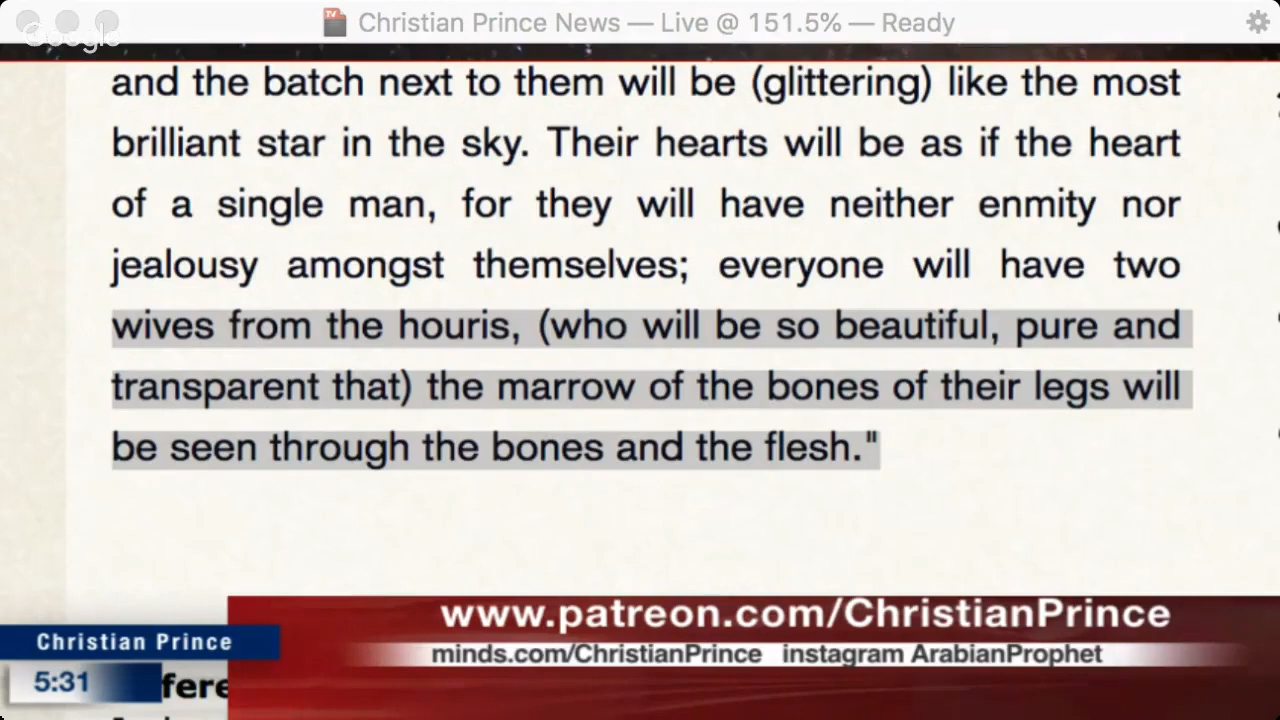 Christian Prince News — Live @ 151.5% — Ready
Google
and the batch next to them will be (glittering) like the most
brilliant star in the sky. Their hearts will be as if the heart
of a single man, for they will have neither enmity nor
jealousy amongst themselves; everyone will have two
wives from the houris, (who will be so beautiful, pure and
transparent that) the marrow of the bones of their legs will
be seen through the bones and the flesh."
www.patreon.com/ChristianPrince
Christian Prince
minds.com/ChristianPrince instagram ArabianProphet
5:31
fere